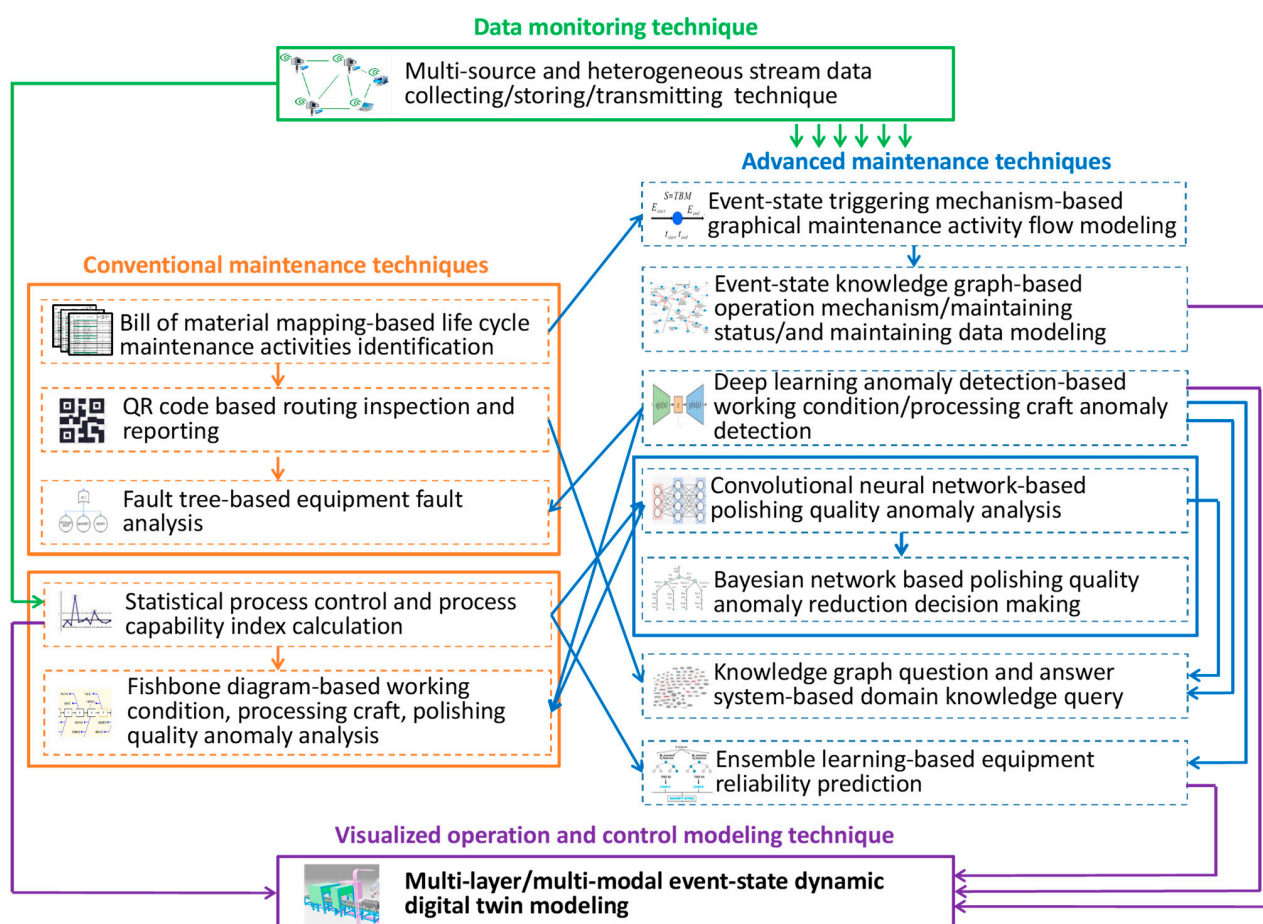 Data monitoring technique
Multi-source and heterogeneous stream data
collecting/storing/transmitting technique
Advanced maintenance techniques
S=TBM
E_start E_end
t_start t_end
Event-state triggering mechanism-based
graphical maintenance activity flow modeling
Event-state knowledge graph-based
operation mechanism/maintaining
status/and maintaining data modeling
Deep learning anomaly detection-based
working condition/processing craft anomaly
detection
Convolutional neural network-based
polishing quality anomaly analysis
Bayesian network based polishing quality
anomaly reduction decision making
Knowledge graph question and answer
system-based domain knowledge query
Ensemble learning-based equipment
reliability prediction
Conventional maintenance techniques
Bill of material mapping-based life cycle
maintenance activities identification
QR code based routing inspection and
reporting
Fault tree-based equipment fault
analysis
Statistical process control and process
capability index calculation
Fishbone diagram-based working
condition, processing craft, polishing
quality anomaly analysis
Visualized operation and control modeling technique
Multi-layer/multi-modal event-state dynamic
digital twin modeling